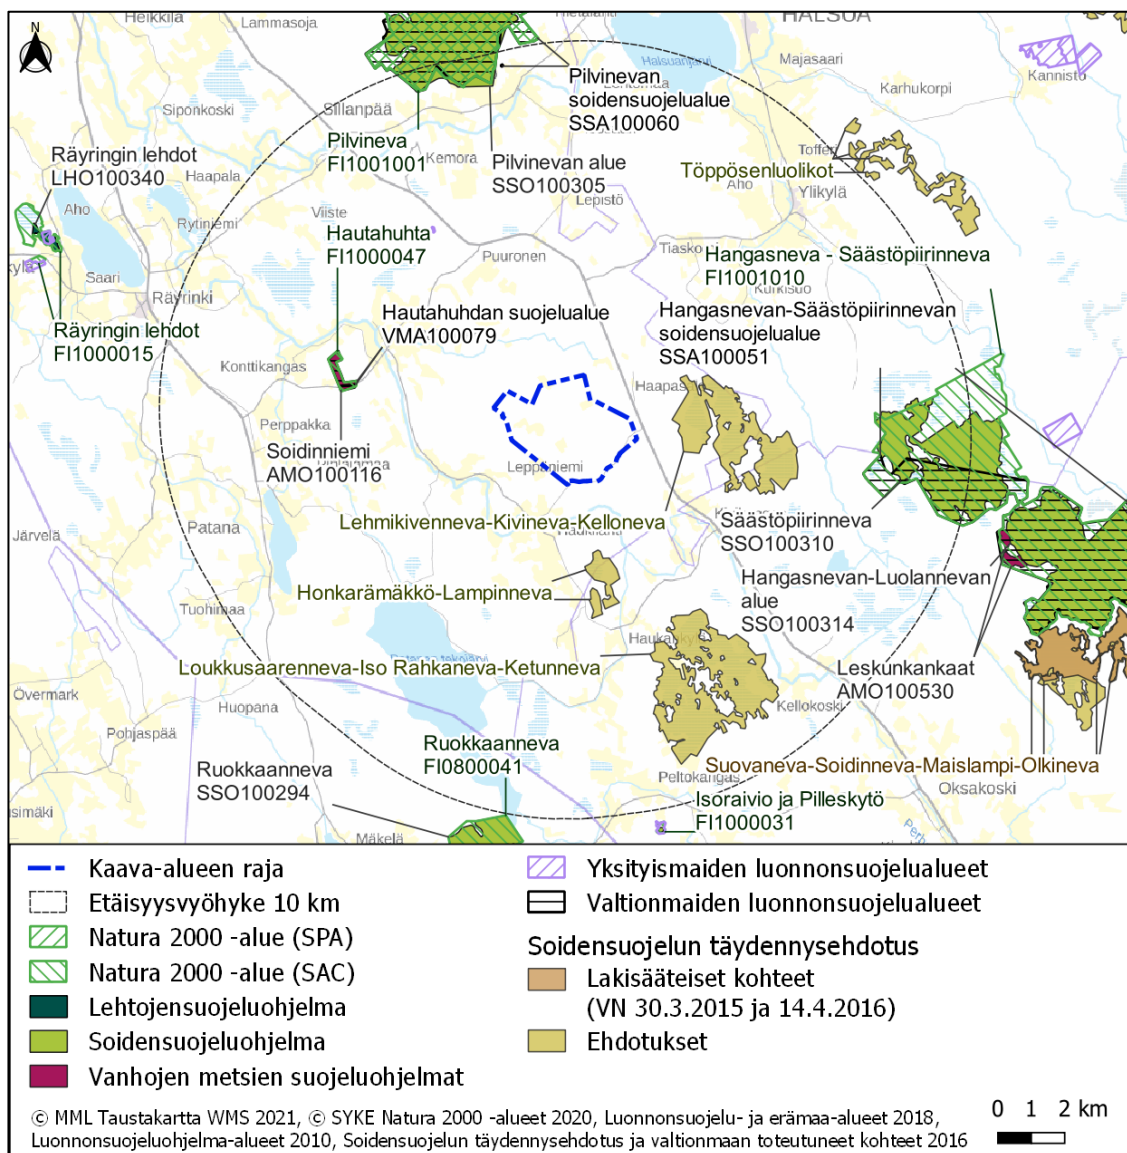 N
Heikkilä
Lammasoja
HALSUA
Majasaari
Kannisto
Karhukorpi
Pilvinevan
soidensuojelualue
SSA100060
Siponkoski
Sillanpää
Pilvineva
FI1001001
Kemora
Pilvinevan alue
SSO100305
Lepistö
Töppösenluolikot
Aho
Ylikylä
Räyringin lehdot
LHO100340
Haapala
Aho
Rytiniemi
Viiste
Hautahuhta
FI1000047
Puuronen
Tiasko
Hangasneva - Säästöpiirinneva
FI1001010
Saari
Räyrinki
Hautahuhdan suojelualue
VMA100079
Hangasnevan-Säästöpiirinnevan
soidensuojelualue
SSA100051
Räyringin lehdot
FI1000015
Konttikangas
Perppakka
Soidinniemi
AMO100116
Leppäniemi
Lehmikivenneva-Kivineva-Kelloneva
Säästöpiirinneva
SSO100310
Järvelä
Patana
Hangasnevan-Luolannevan
alue
SSO100314
Honkarämäkkö-Lampinneva
Tuohimaa
Loukkusaarenneva-Iso Rahkaneva-Ketunneva
Leskunkankaat
AMO100530
Övermark
Huopana
Kellokoski
Pohjaspää
Ruokkaanneva
FI0800041
Suovaneva-Soidinneva-Maislampi-Olkineva
Ruokkaanneva
SSO100294
Peltokangas
Oksakoski
Isoraivio ja Pilleskytö
FI1000031
Mäkelä
Kaava-alueen raja
Etäisyysvyöhyke 10 km
Natura 2000 -alue (SPA)
Natura 2000 -alue (SAC)
Lehtojensuojeluohjelma
Soidensuojeluohjelma
Vanhojen metsien suojeluohjelmat
Yksityismaiden luonnonsuojelualueet
Valtionmaiden luonnonsuojelualueet
Soidensuojelun täydennysehdotus
Lakisääteiset kohteet
(VN 30.3.2015 ja 14.4.2016)
Ehdotukset
© MML Taustakartta WMS 2021, © SYKE Natura 2000 -alueet 2020, Luonnonsuojelu- ja erämaa-alueet 2018,
Luonnonsuojeluohjelma-alueet 2010, Soidensuojelun täydennysehdotus ja valtionmaan toteutuneet kohteet 2016
0 1 2 km